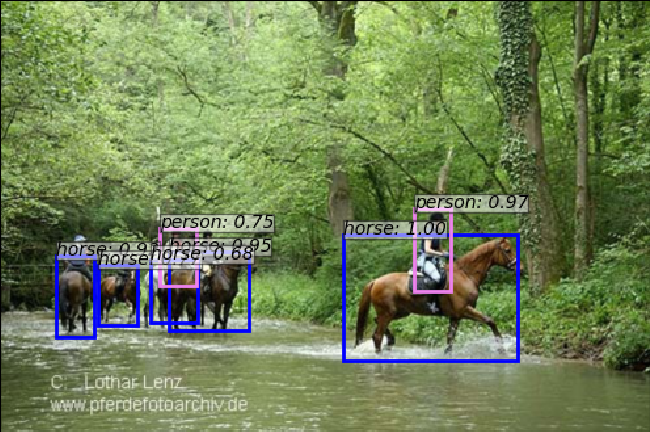 person: 0.97
person: 0.75
horse: 1.00
horse: 0.95
horse: 0.68
horse: 0.9
horse
C. Lothar Lenz
www.pferdefotoarchiv.de